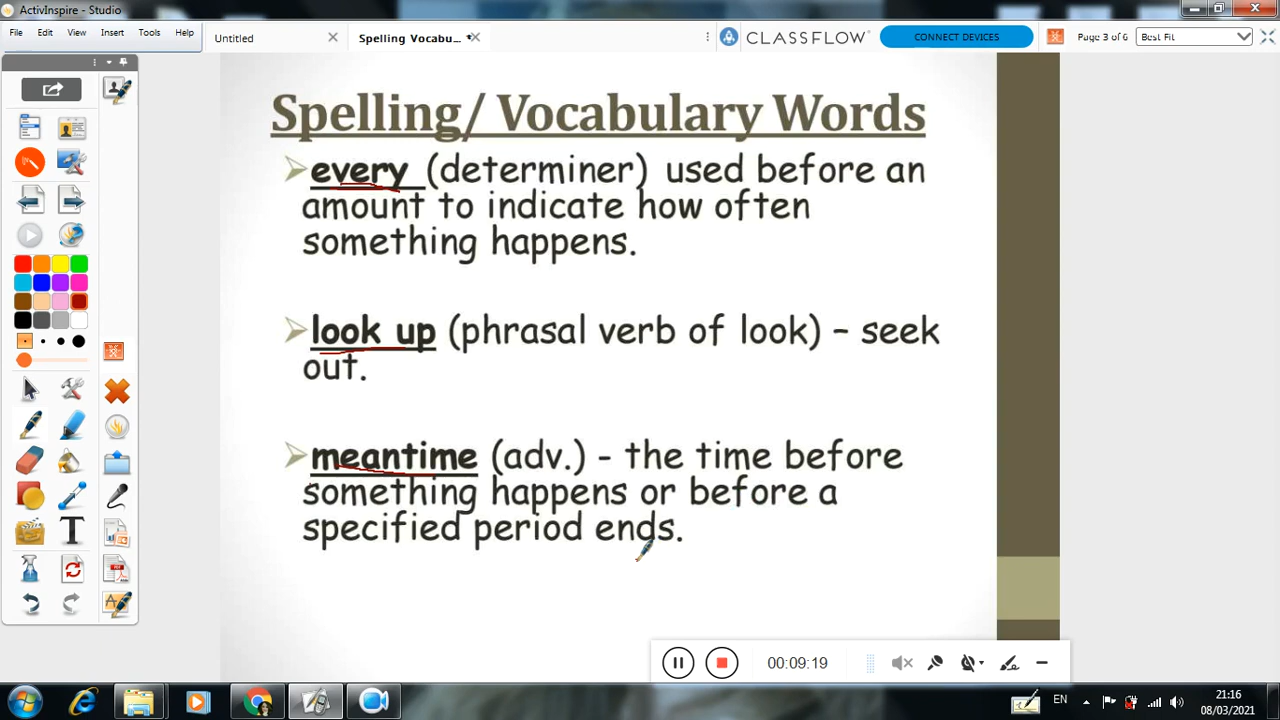 ActivInspire - Studio
File Edit View Insert Tools Help
Untitled
Spelling Vocabu...
CLASSFLOW
CONNECT DEVICES
Page 3 of 6
Best Fit
Spelling/ Vocabulary Words
every (determiner) used before an
amount to indicate how often
something happens.
look up (phrasal verb of look) – seek
out.
meantime (adv.) - the time before
something happens or before a
specified period ends.
00:09:19
EN
21:16
08/03/2021